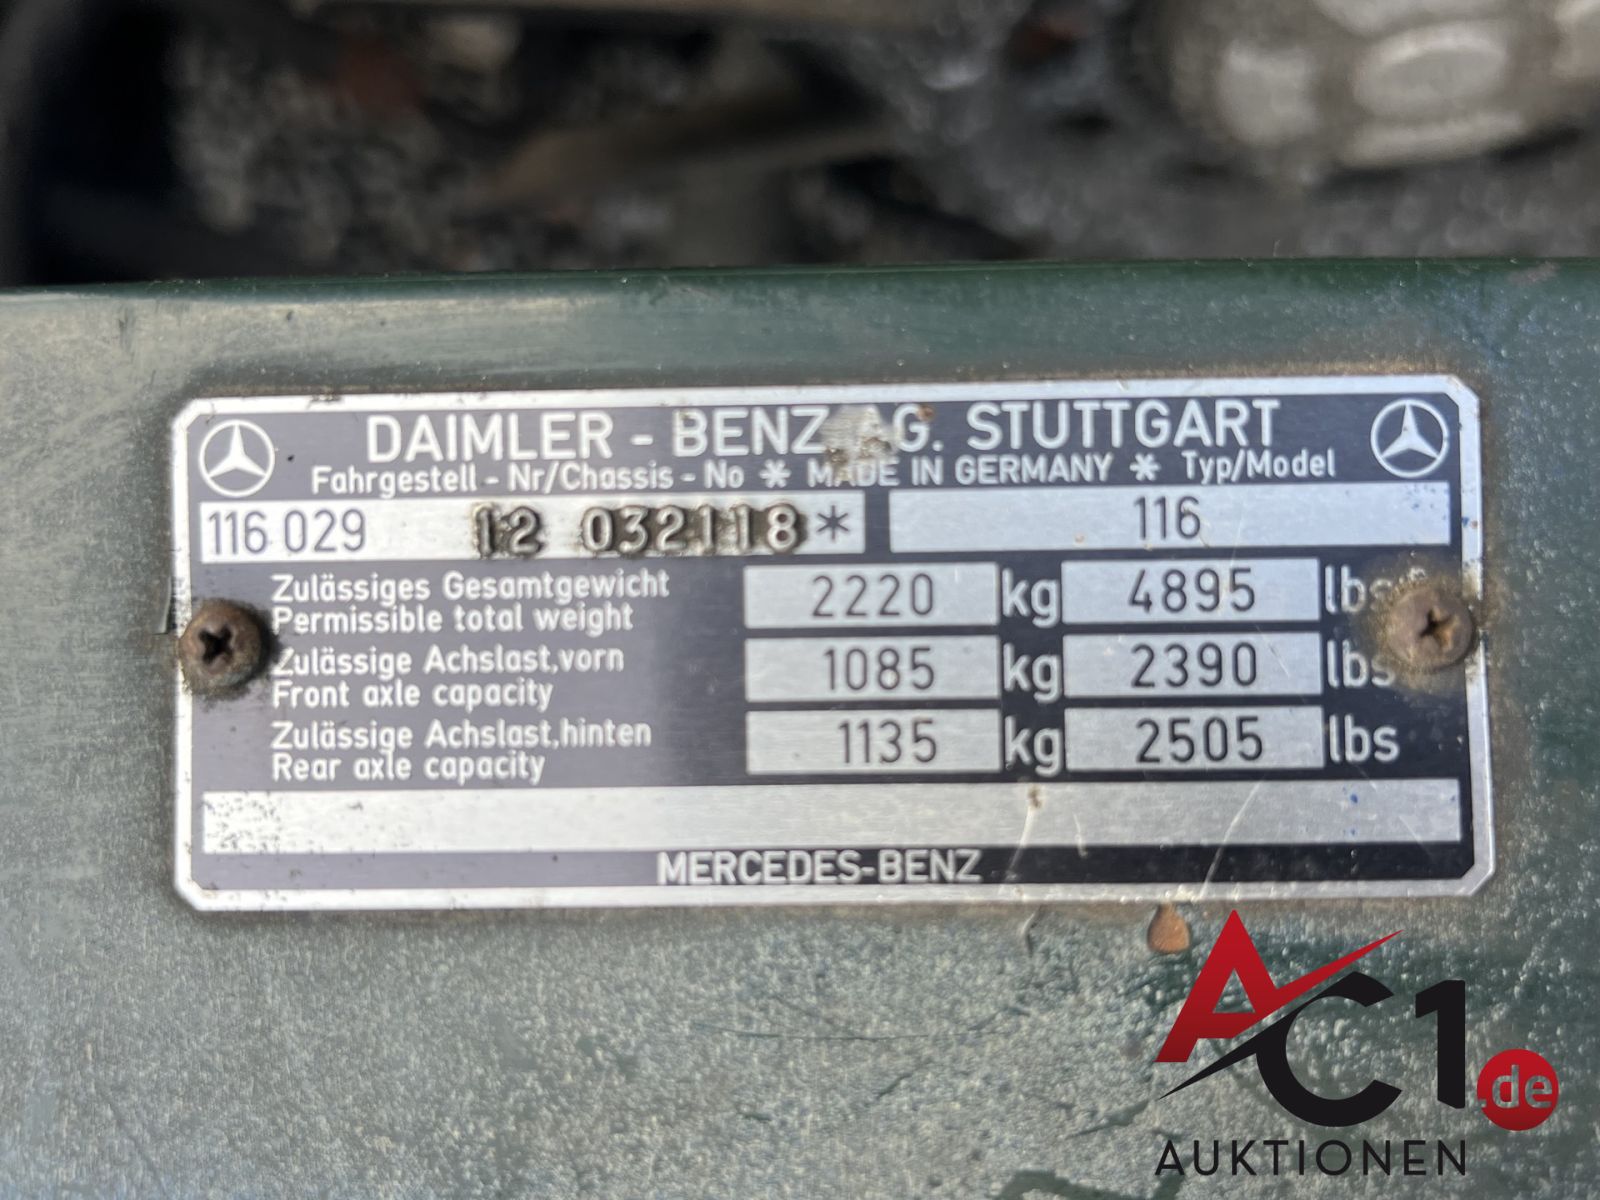 DAIMLER - BENZ AG. STUTTGART
Fahrgestell - Nr/Chassis - No * MADE IN GERMANY * Typ/Model
116 029 12 032118* 116
Zulässiges Gesamtgewicht
Permissible total weight
2220 kg 4895 lbs
Zulässige Achslast,vorn
Front axle capacity
1085 kg 2390 lbs
Zulässige Achslast,hinten
Rear axle capacity
1135 kg 2505 lbs
MERCEDES-BENZ
AC1.de
AUKTIONEN